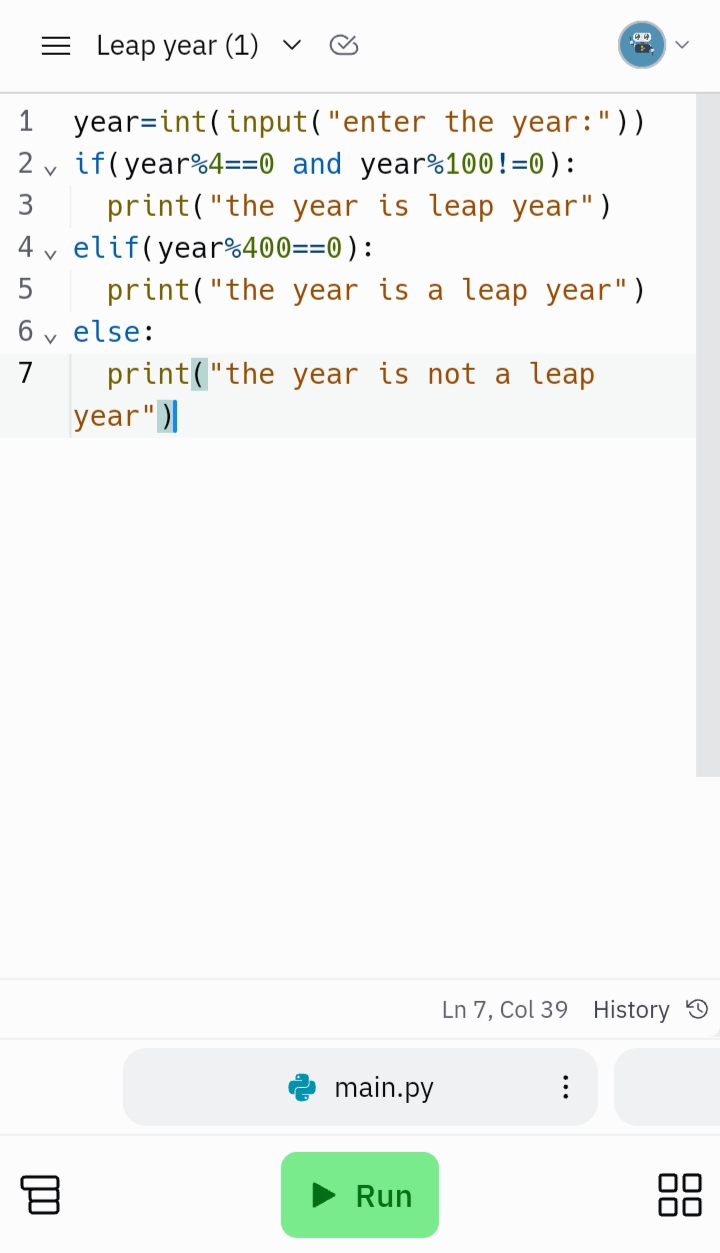 Leap year (1)
1 year=int(input("enter the year:"))
2 if(year%4==0 and year%100!=0):
3   print("the year is leap year")
4 elif(year%400==0):
5   print("the year is a leap year")
6 else:
7   print("the year is not a leap
year")
Ln 7, Col 39 History
main.py
Run